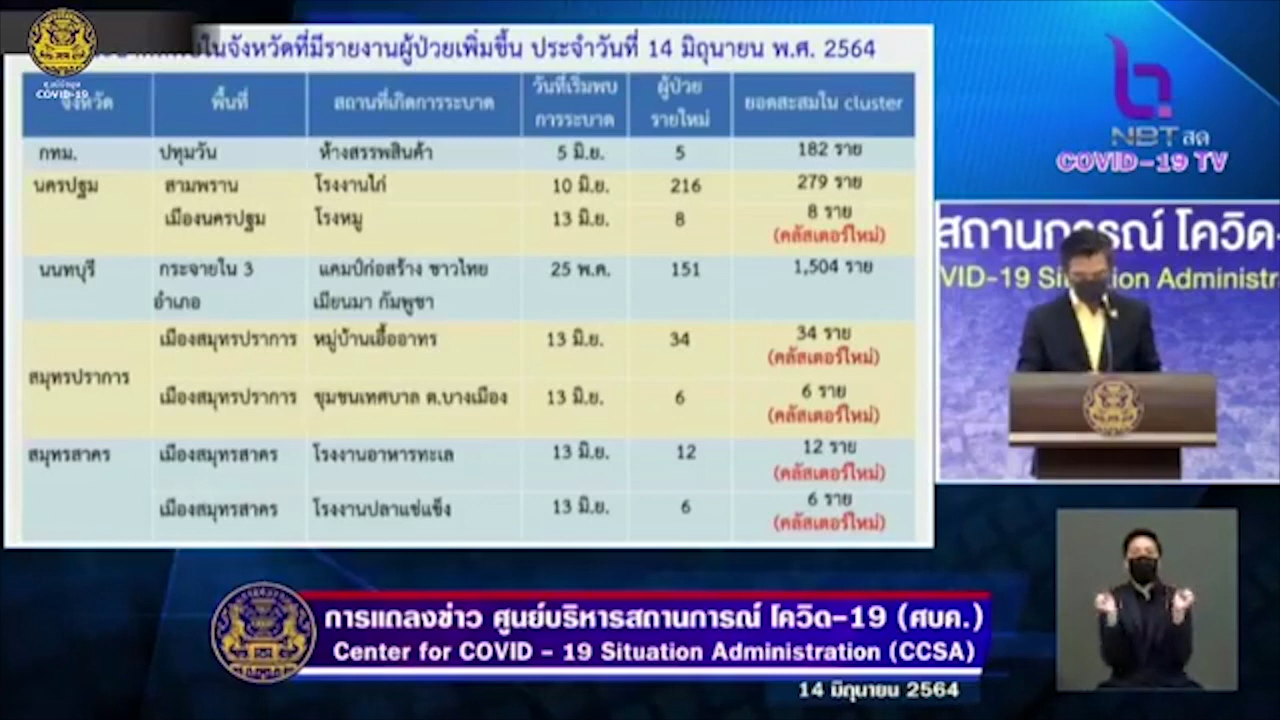 ในจังหวัดที่มีรายงานผู้ป่วยเพิ่มขึ้น ประจำวันที่ 14 มิถุนายน พ.ศ. 2564
COVID-19
จังหวัด พื้นที่ สถานที่เกิดการระบาด วันที่เริ่มพบ ผู้ป่วย ยอดสะสมใน cluster
การระบาด รายใหม่
กทม. ปทุมวัน ห้างสรรพสินค้า 5 มิ.ย. 5 182 ราย
นครปฐม สามพราน โรงงานไก่ 10 มิ.ย. 216 279 ราย
เมืองนครปฐม โรงหมู 13 มิ.ย. 8 8 ราย
(คลัสเตอร์ใหม่)
นนทบุรี กระจายใน 3 แคมป์ก่อสร้าง ชาวไทย 25 พ.ค. 151 1,504 ราย
อำเภอ เมียนมา กัมพูชา
เมืองสมุทรปราการ หมู่บ้านเอื้ออาทร 13 มิ.ย. 34 34 ราย
(คลัสเตอร์ใหม่)
สมุทรปราการ
เมืองสมุทรปราการ ชุมชนเทศบาล ต.บางเมือง 13 มิ.ย. 6 6 ราย
(คลัสเตอร์ใหม่)
สมุทรสาคร เมืองสมุทรสาคร โรงงานอาหารทะเล 13 มิ.ย. 12 12 ราย
(คลัสเตอร์ใหม่)
เมืองสมุทรสาคร โรงงานปลาแช่แข็ง 13 มิ.ย. 6 6 ราย
(คลัสเตอร์ใหม่)
NBT สด
COVID-19 TV
สถานการณ์ โควิด-
VID-19 Situation Administr
การแถลงข่าว ศูนย์บริหารสถานการณ์ โควิด-19 (ศบค.)
Center for COVID - 19 Situation Administration (CCSA)
14 มิถุนายน 2564